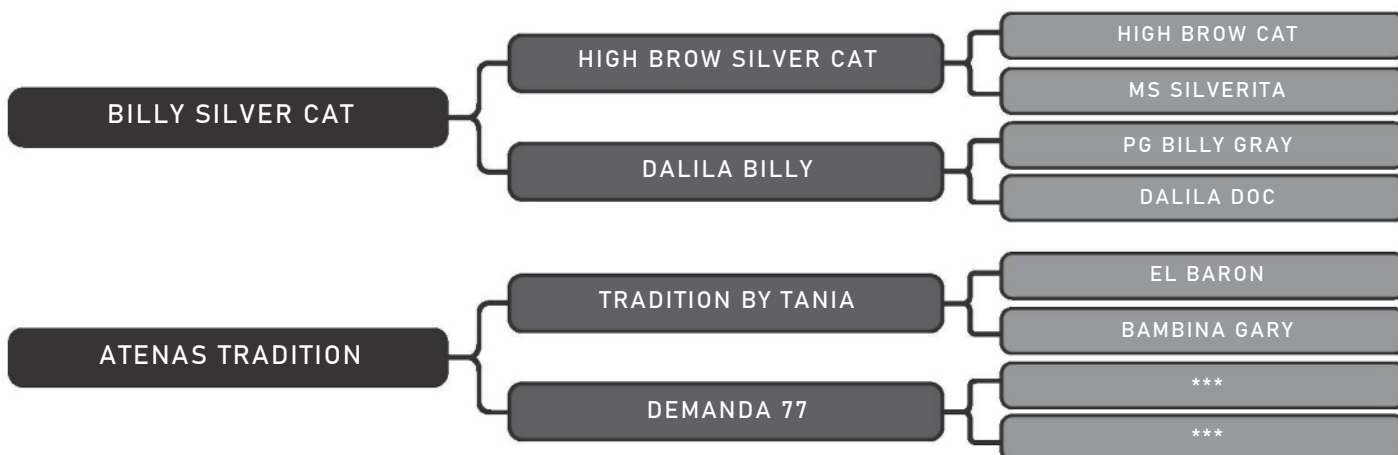 HIGH BROW CAT
HIGH BROW SILVER CAT
MS SILVERITA
BILLY SILVER CAT
PG BILLY GRAY
DALILA BILLY
DALILA DOC
EL BARON
TRADITION BY TANIA
BAMBINA GARY
ATENAS TRADITION
***
DEMANDA 77
***